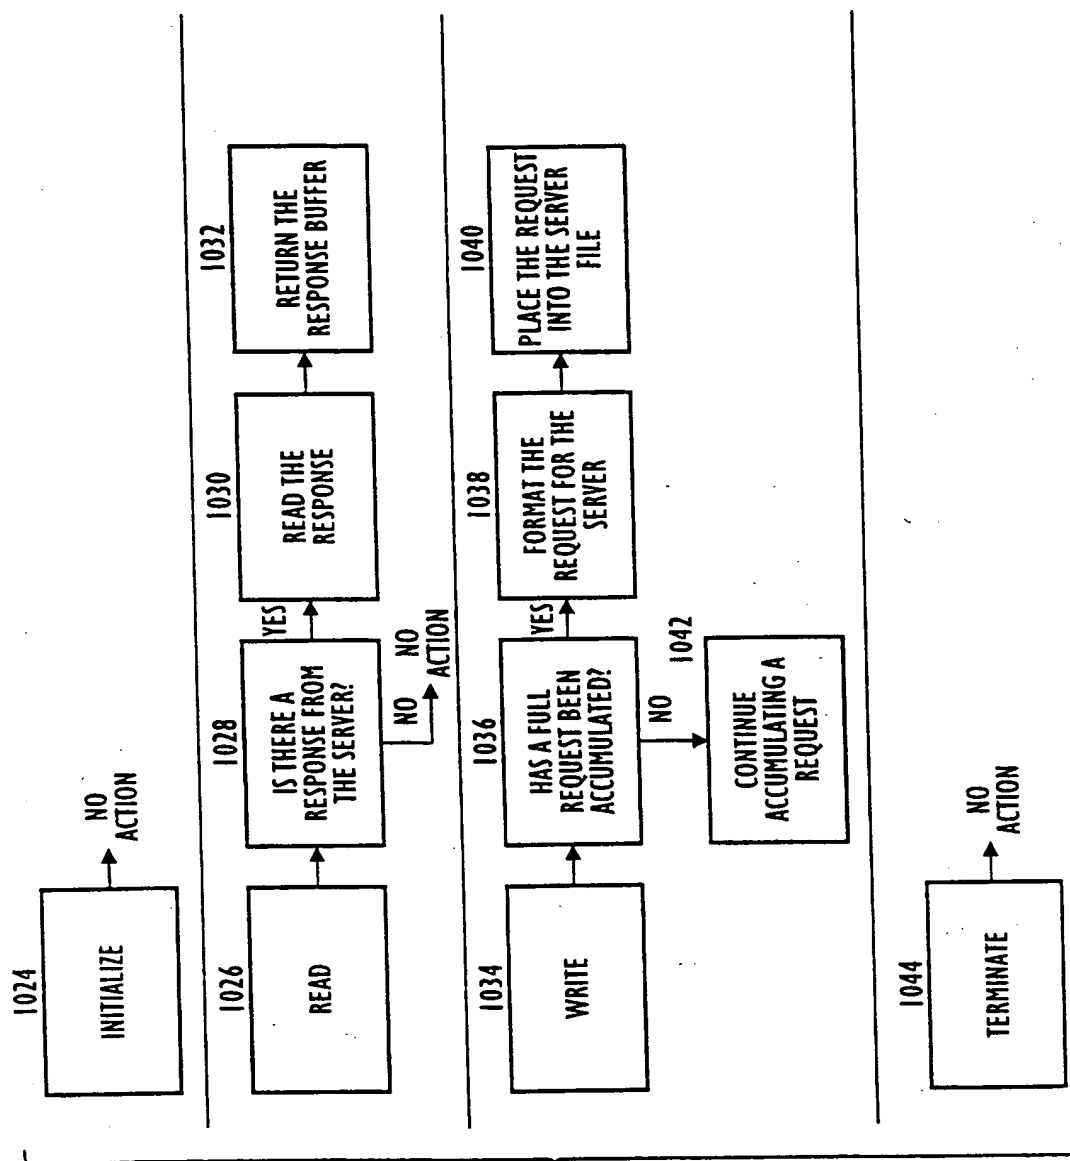 1024
INITIALIZE
NO
ACTION
1026
READ
1028
IS THERE A
RESPONSE FROM
THE SERVER?
YES
NO
NO
ACTION
1030
READ THE
RESPONSE
1032
RETURN THE
RESPONSE BUFFER
1034
WRITE
1036
HAS A FULL
REQUEST BEEN
ACCUMULATED?
YES
NO
1038
FORMAT THE
REQUEST FOR THE
SERVER
1040
PLACE THE REQUEST
INTO THE SERVER
FILE
1042
CONTINUE
ACCUMULATING A
REQUEST
1044
TERMINATE
NO
ACTION